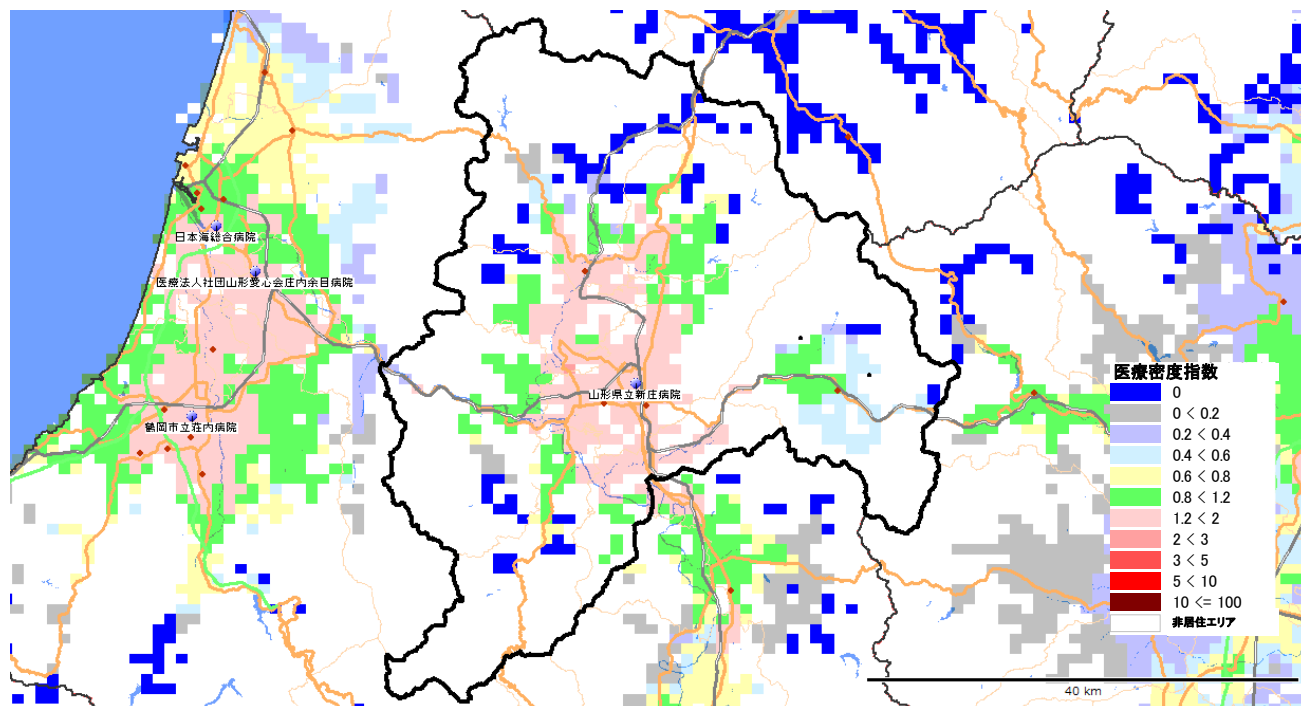 日本海総合病院
医療法人社団山形愛心会庄内余目病院
山形県立新庄病院
鶴岡市立荘内病院
医療密度指数
0
0 < 0.2
0.2 < 0.4
0.4 < 0.6
0.6 < 0.8
0.8 < 1.2
1.2 < 2
2 < 3
3 < 5
5 < 10
10 <= 100
非居住エリア
40 km